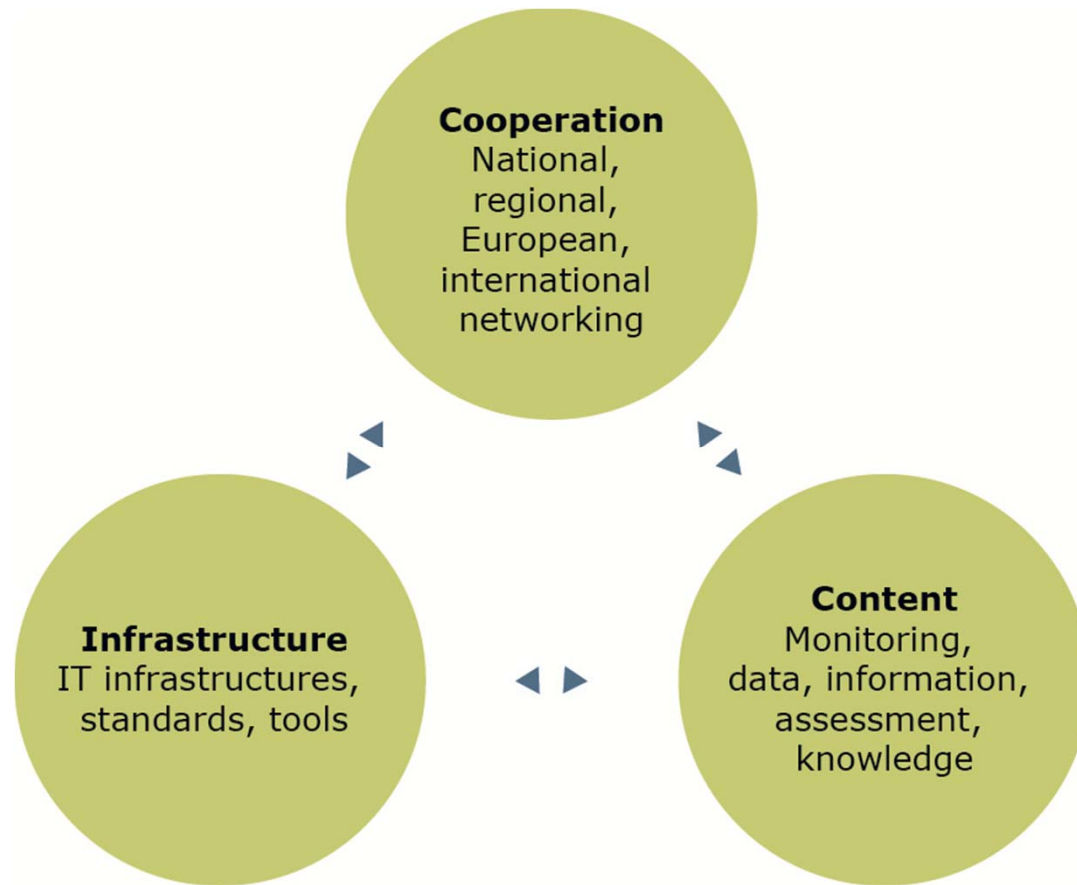 Cooperation
National,
regional,
European,
international
networking
Infrastructure
IT infrastructures,
standards, tools
Content
Monitoring,
data, information,
assessment,
knowledge